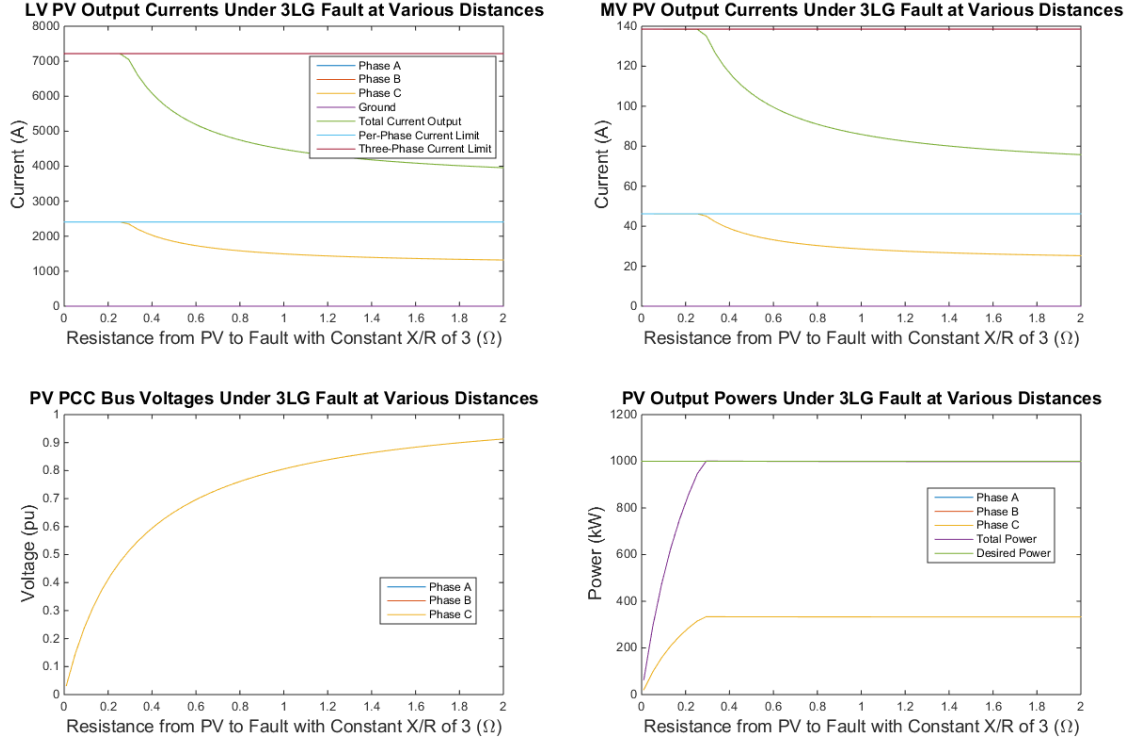 LV PV Output Currents Under 3LG Fault at Various Distances
8000
7000
6000
5000
4000
3000
2000
1000
0
Current (A)
Phase A
Phase B
Phase C
Ground
Total Current Output
Per-Phase Current Limit
Three-Phase Current Limit
0 0.2 0.4 0.6 0.8 1 1.2 1.4 1.6 1.8 2
Resistance from PV to Fault with Constant X/R of 3 (Ω)
MV PV Output Currents Under 3LG Fault at Various Distances
140
120
100
80
60
40
20
0
Current (A)
0 0.2 0.4 0.6 0.8 1 1.2 1.4 1.6 1.8 2
Resistance from PV to Fault with Constant X/R of 3 (Ω)
PV PCC Bus Voltages Under 3LG Fault at Various Distances
1
0.9
0.8
0.7
0.6
0.5
0.4
0.3
0.2
0.1
0
Voltage (pu)
Phase A
Phase B
Phase C
0 0.2 0.4 0.6 0.8 1 1.2 1.4 1.6 1.8 2
Resistance from PV to Fault with Constant X/R of 3 (Ω)
PV Output Powers Under 3LG Fault at Various Distances
1200
1000
800
600
400
200
0
Power (kW)
Phase A
Phase B
Phase C
Total Power
Desired Power
0 0.2 0.4 0.6 0.8 1 1.2 1.4 1.6 1.8 2
Resistance from PV to Fault with Constant X/R of 3 (Ω)